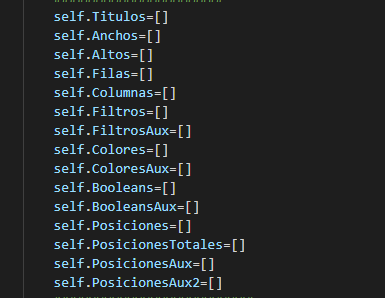 self.Titulos=[]
self.Anchos=[]
self.Altos=[]
self.Filas=[]
self.Columnas=[]
self.Filtros=[]
self.FiltrosAux=[]
self.Colores=[]
self.ColoresAux=[]
self.Booleans=[]
self.BooleansAux=[]
self.Posiciones=[]
self.PosicionesTotales=[]
self.PosicionesAux=[]
self.PosicionesAux2=[]